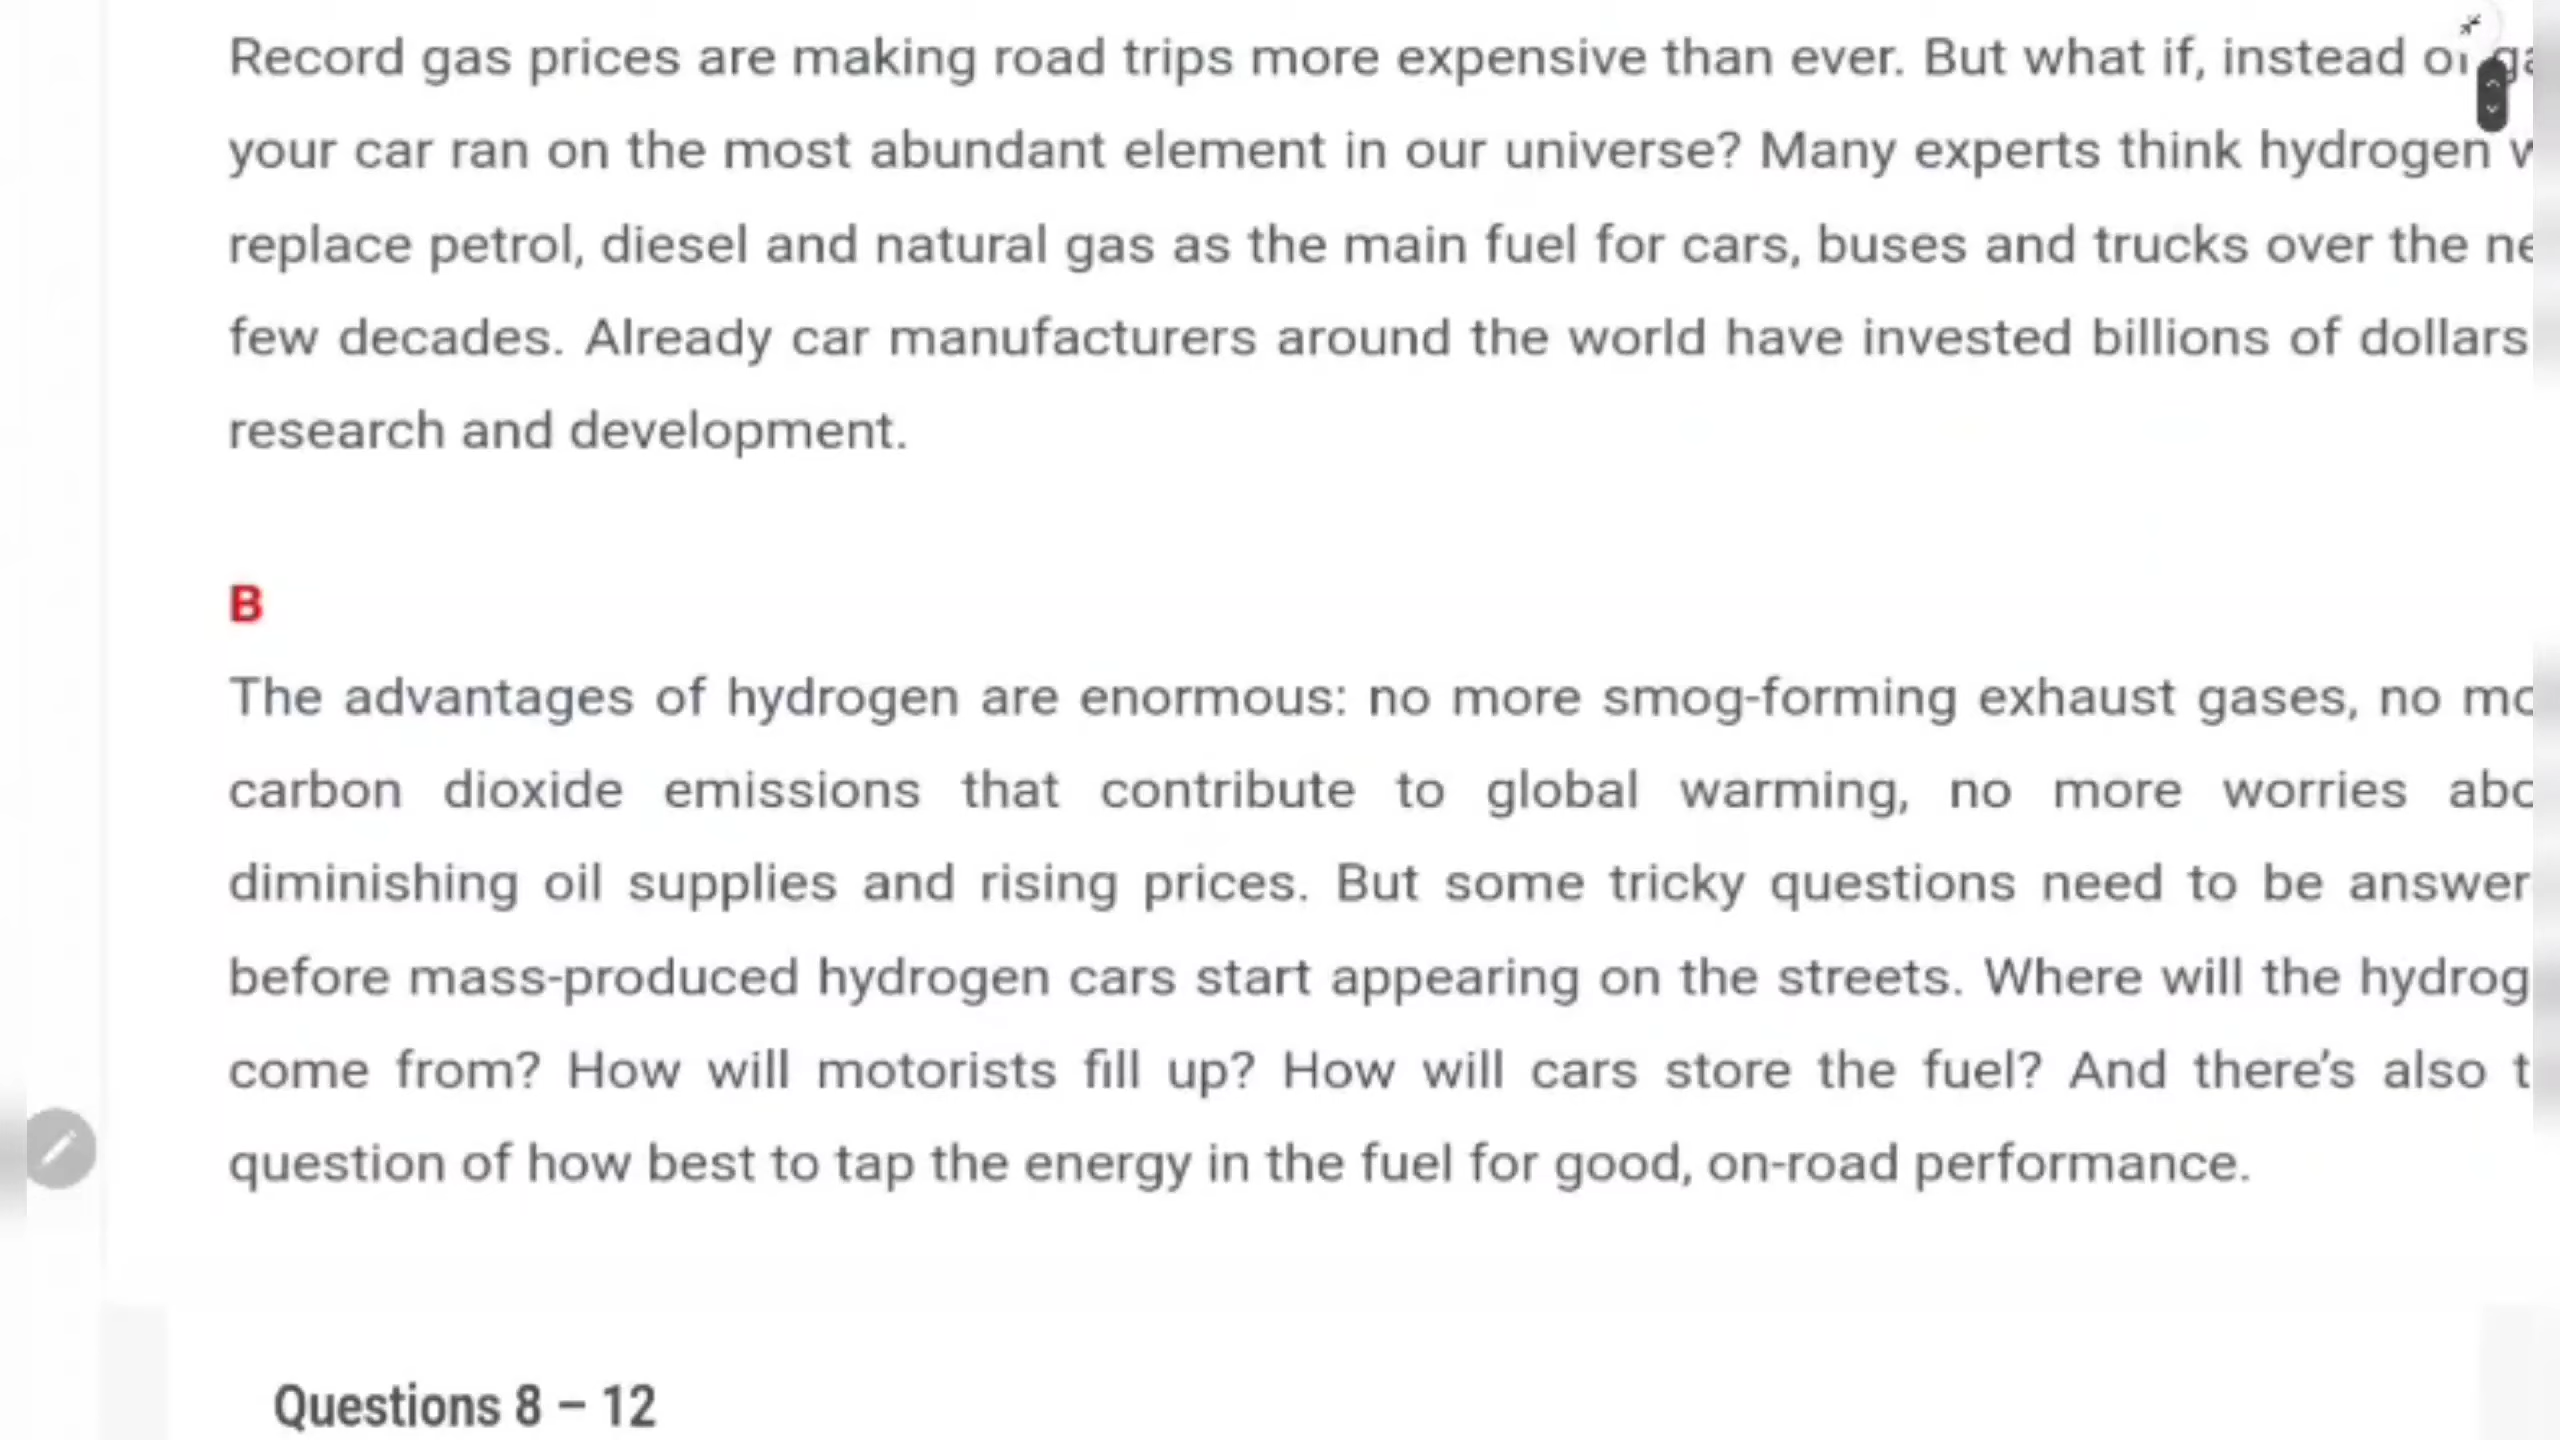 Record gas prices are making road trips more expensive than ever. But what if, instead
your car ran on the most abundant element in our universe? Many experts think hydrogen
replace petrol, diesel and natural gas as the main fuel for cars, buses and trucks over the
few decades. Already car manufacturers around the world have invested billions of dollars
research and development.
B
The advantages of hydrogen are enormous: no more smog-forming exhaust gases, no
carbon dioxide emissions that contribute to global warming, no more worries
diminishing oil supplies and rising prices. But some tricky questions need to be
before mass-produced hydrogen cars start appearing on the streets. Where will the
come from? How will motorists fill up? How will cars store the fuel? And there's also
question of how best to tap the energy in the fuel for good, on-road performance.
Questions 8 – 12